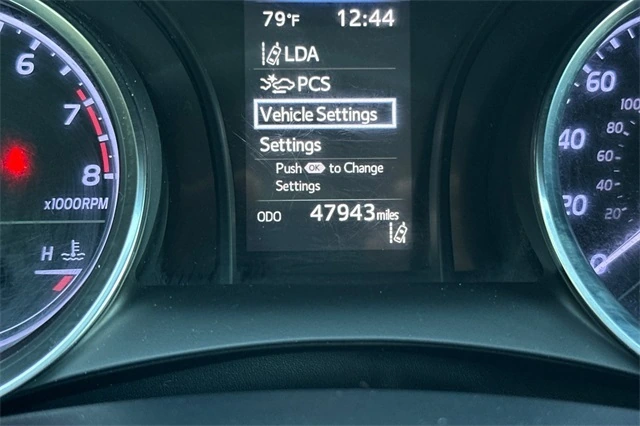 79°F 12:44
LDA
PCS
Vehicle Settings
Settings
Push OK to Change
Settings
ODO 47943 miles
6
7
8
x1000RPM
H
60
40
20
0
100
80
60
40
20